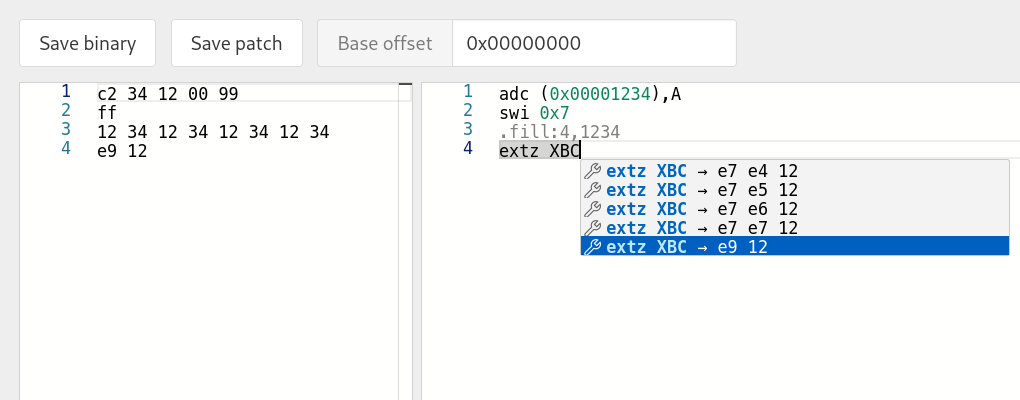 Save binary Save patch Base offset 0x00000000
1 c2 34 12 00 99
2 ff
3 12 34 12 34 12 34 12 34
4 e9 12
1 adc (0x00001234),A
2 swi 0x7
3 .fill:4,1234
4 extz XBC
extz XBC → e7 e4 12
extz XBC → e7 e5 12
extz XBC → e7 e6 12
extz XBC → e7 e7 12
extz XBC → e9 12